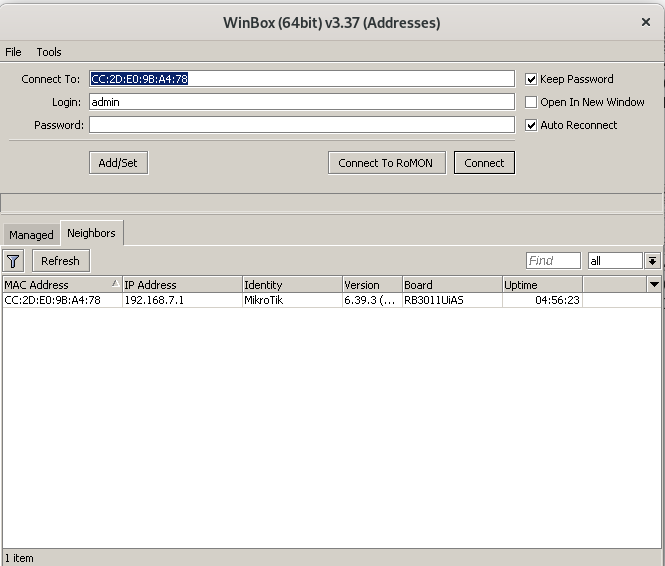 WinBox (64bit) v3.37 (Addresses)
File Tools
Connect To: CC:2D:E0:9B:A4:78 Keep Password
Login: admin Open In New Window
Password: Auto Reconnect
Add/Set Connect To RoMON Connect
Managed Neighbors
Refresh Find all
MAC Address IP Address Identity Version Board Uptime
CC:2D:E0:9B:A4:78 192.168.7.1 MikroTik 6.39.3 (... RB3011UiAS 04:56:23
1 item